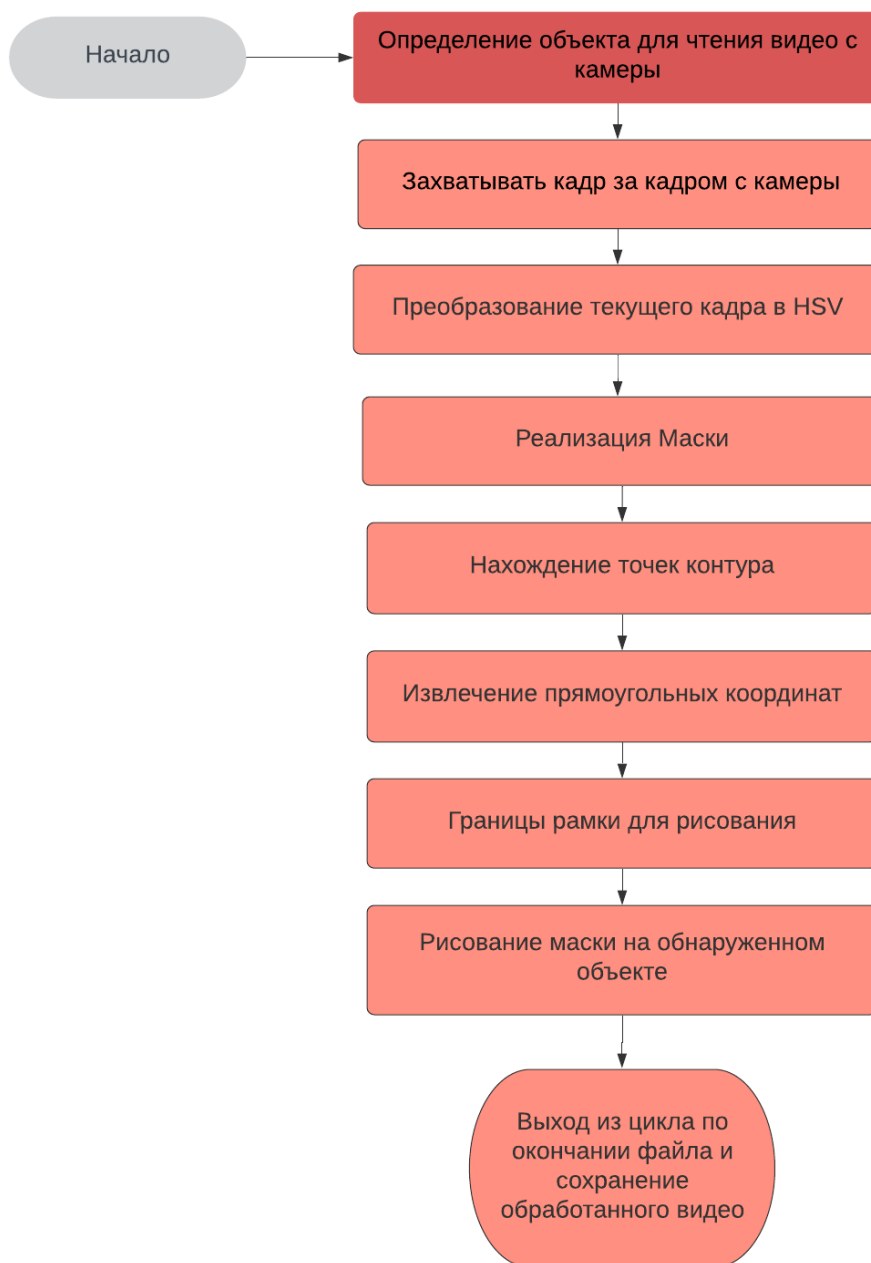 Начало
Определение объекта для чтения видео с
камеры
Захватывать кадр за кадром с камеры
Преобразование текущего кадра в HSV
Реализация Маски
Нахождение точек контура
Извлечение прямоугольных координат
Границы рамки для рисования
Рисование маски на обнаруженном
объекте
Выход из цикла по
окончании файла и
сохранение
обработанного видео